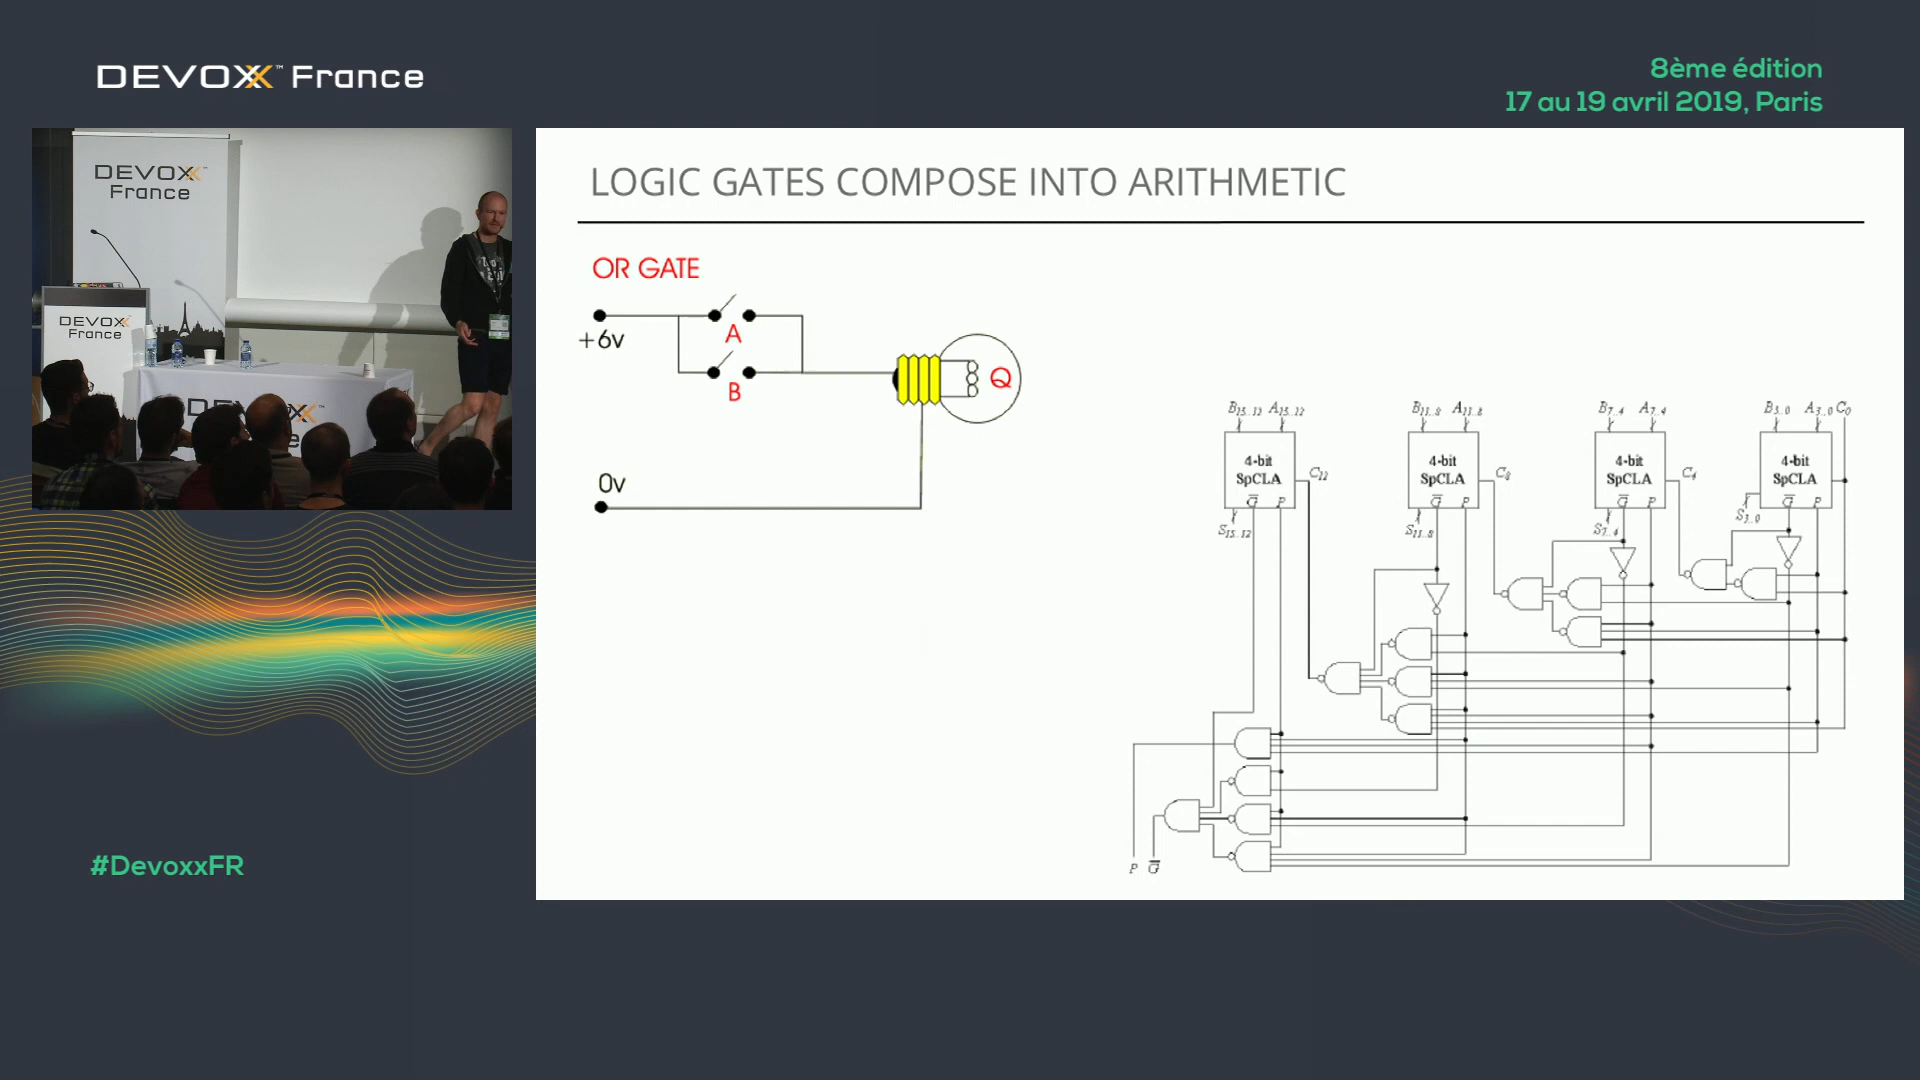 DEVOXX™ France
8ème édition
17 au 19 avril 2019, Paris
DEVOXX
France
DEVOXX
France
DEVOXX
LOGIC GATES COMPOSE INTO ARITHMETIC
OR GATE
+6v
A
B
Q
0v
B15..13 A15..12
B11..8 A11..8
B7..4 A7..4
B3..0 A3..0 C0
4-bit SpCLA
4-bit SpCLA
4-bit SpCLA
4-bit SpCLA
C12
C8
C4
G̅ P
G̅ P
G̅ P
G̅ P
S15..12
S11..8
S7..4
S3..0
P G̅
#DevoxxFR